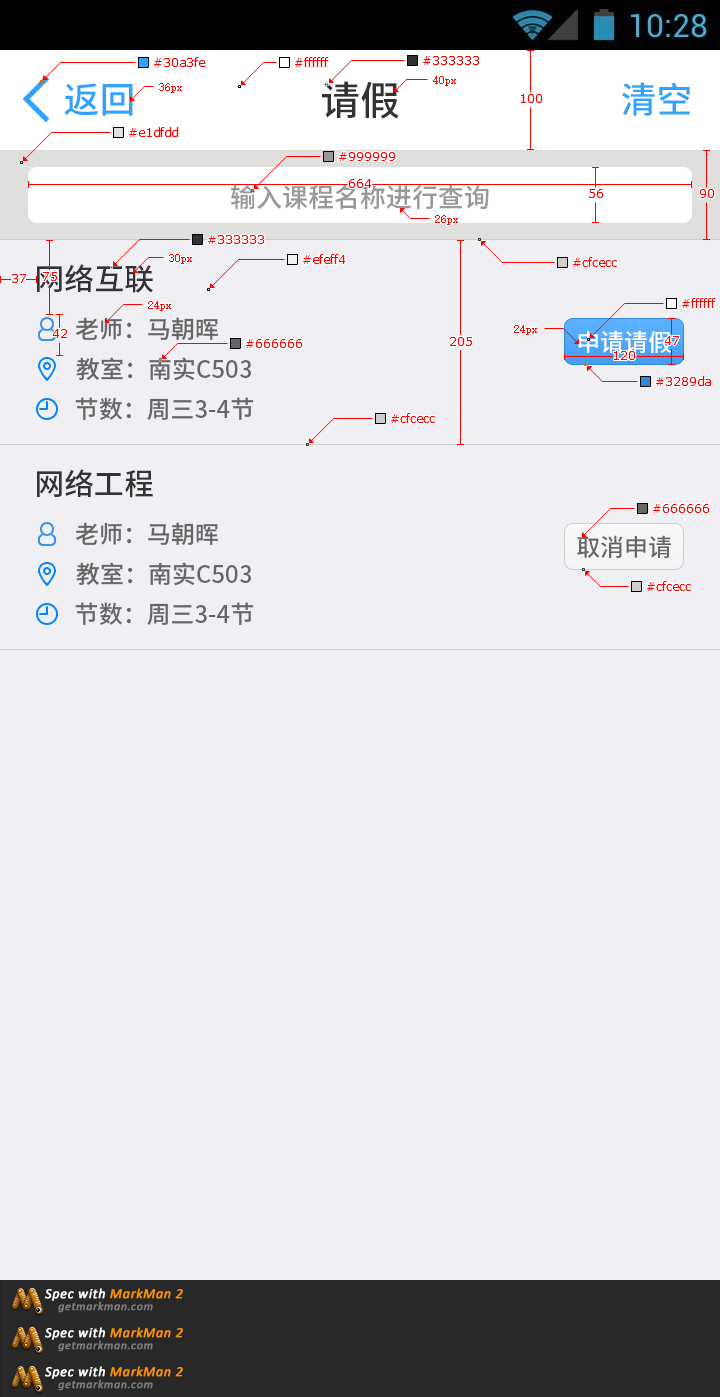 10:28
#30a3fe
#ffffff
#333333
返回
36px
请假
40px
100
清空
#e1dfdd
#999999
664
输入课程名称进行查询
56
90
26px
#333333
#cfcecc
30px
#efeff4
37
75
网络互联
24px
#ffffff
42
老师：马朝晖
#666666
205
24px
申请请假
47
120
教室：南实C503
#3289da
节数：周三3-4节
#cfcecc
网络工程
#666666
老师：马朝晖
取消申请
教室：南实C503
#cfcecc
节数：周三3-4节
Spec with MarkMan 2
getmarkman.com
Spec with MarkMan 2
getmarkman.com
Spec with MarkMan 2
getmarkman.com